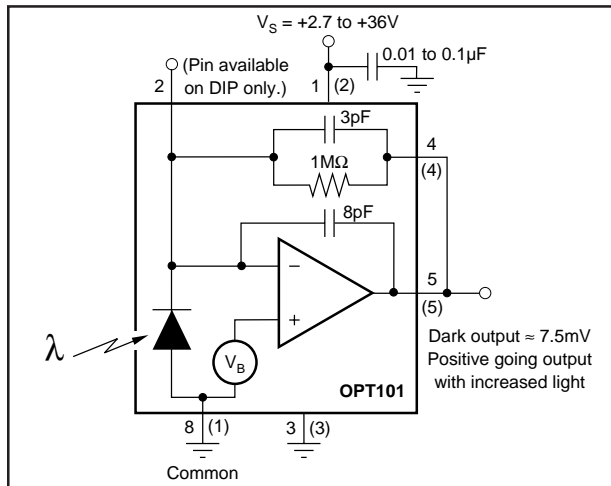 V_S = +2.7 to +36V
(Pin available
on DIP only.)
0.01 to 0.1µF
2
1
(2)
3pF
1MΩ
4
(4)
8pF
−
+
5
(5)
λ
V_B
Dark output ≈ 7.5mV
Positive going output
with increased light
OPT101
8
(1)
3
(3)
Common